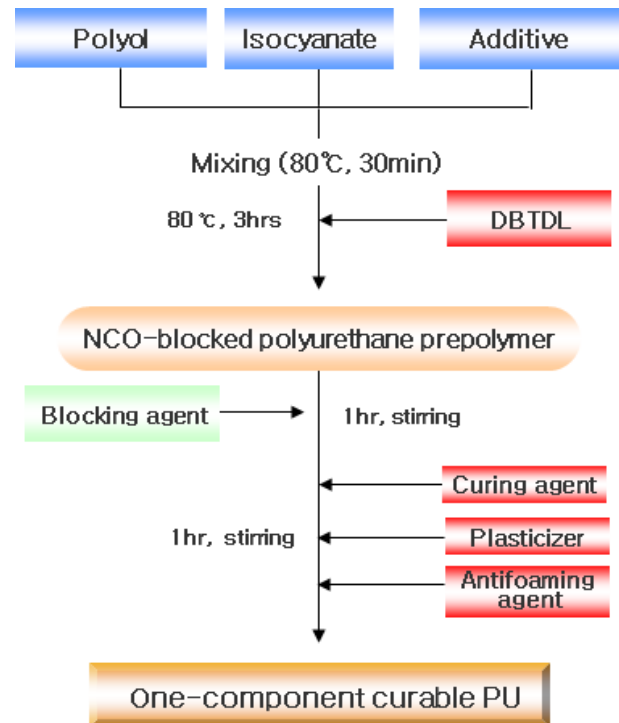 Polyol
Isocyanate
Additive
Mixing (80℃, 30min)
80℃, 3hrs
DBTDL
NCO-blocked polyurethane prepolymer
Blocking agent
1hr, stirring
Curing agent
1hr, stirring
Plasticizer
Antifoaming
agent
One-component curable PU